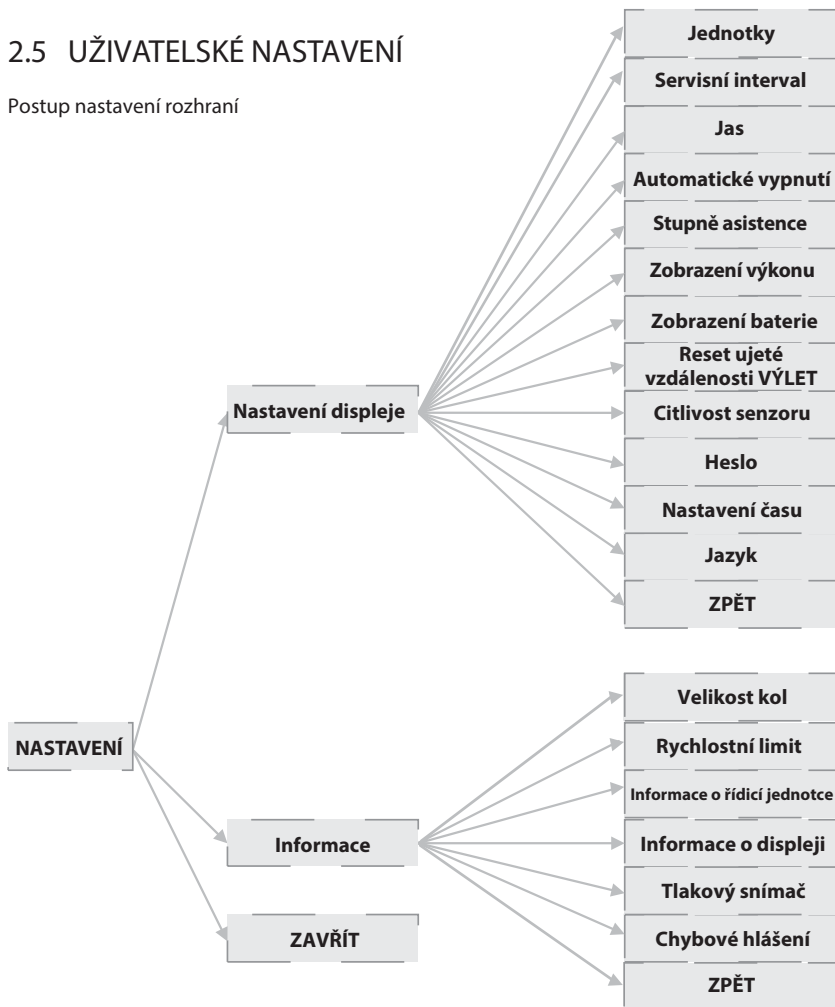 2.5 UŽIVATELSKÉ NASTAVENÍ
Postup nastavení rozhraní
NASTAVENÍ
Nastavení displeje
Jednotky
Servisní interval
Jas
Automatické vypnutí
Stupně asistence
Zobrazení výkonu
Zobrazení baterie
Reset ujeté
vzdálenosti VÝLET
Citlivost senzoru
Heslo
Nastavení času
Jazyk
ZPĚT
Informace
Velikost kol
Rychlostní limit
Informace o řídicí jednotce
Informace o displeji
Tlakový snímač
Chybové hlášení
ZPĚT
ZAVŘÍT